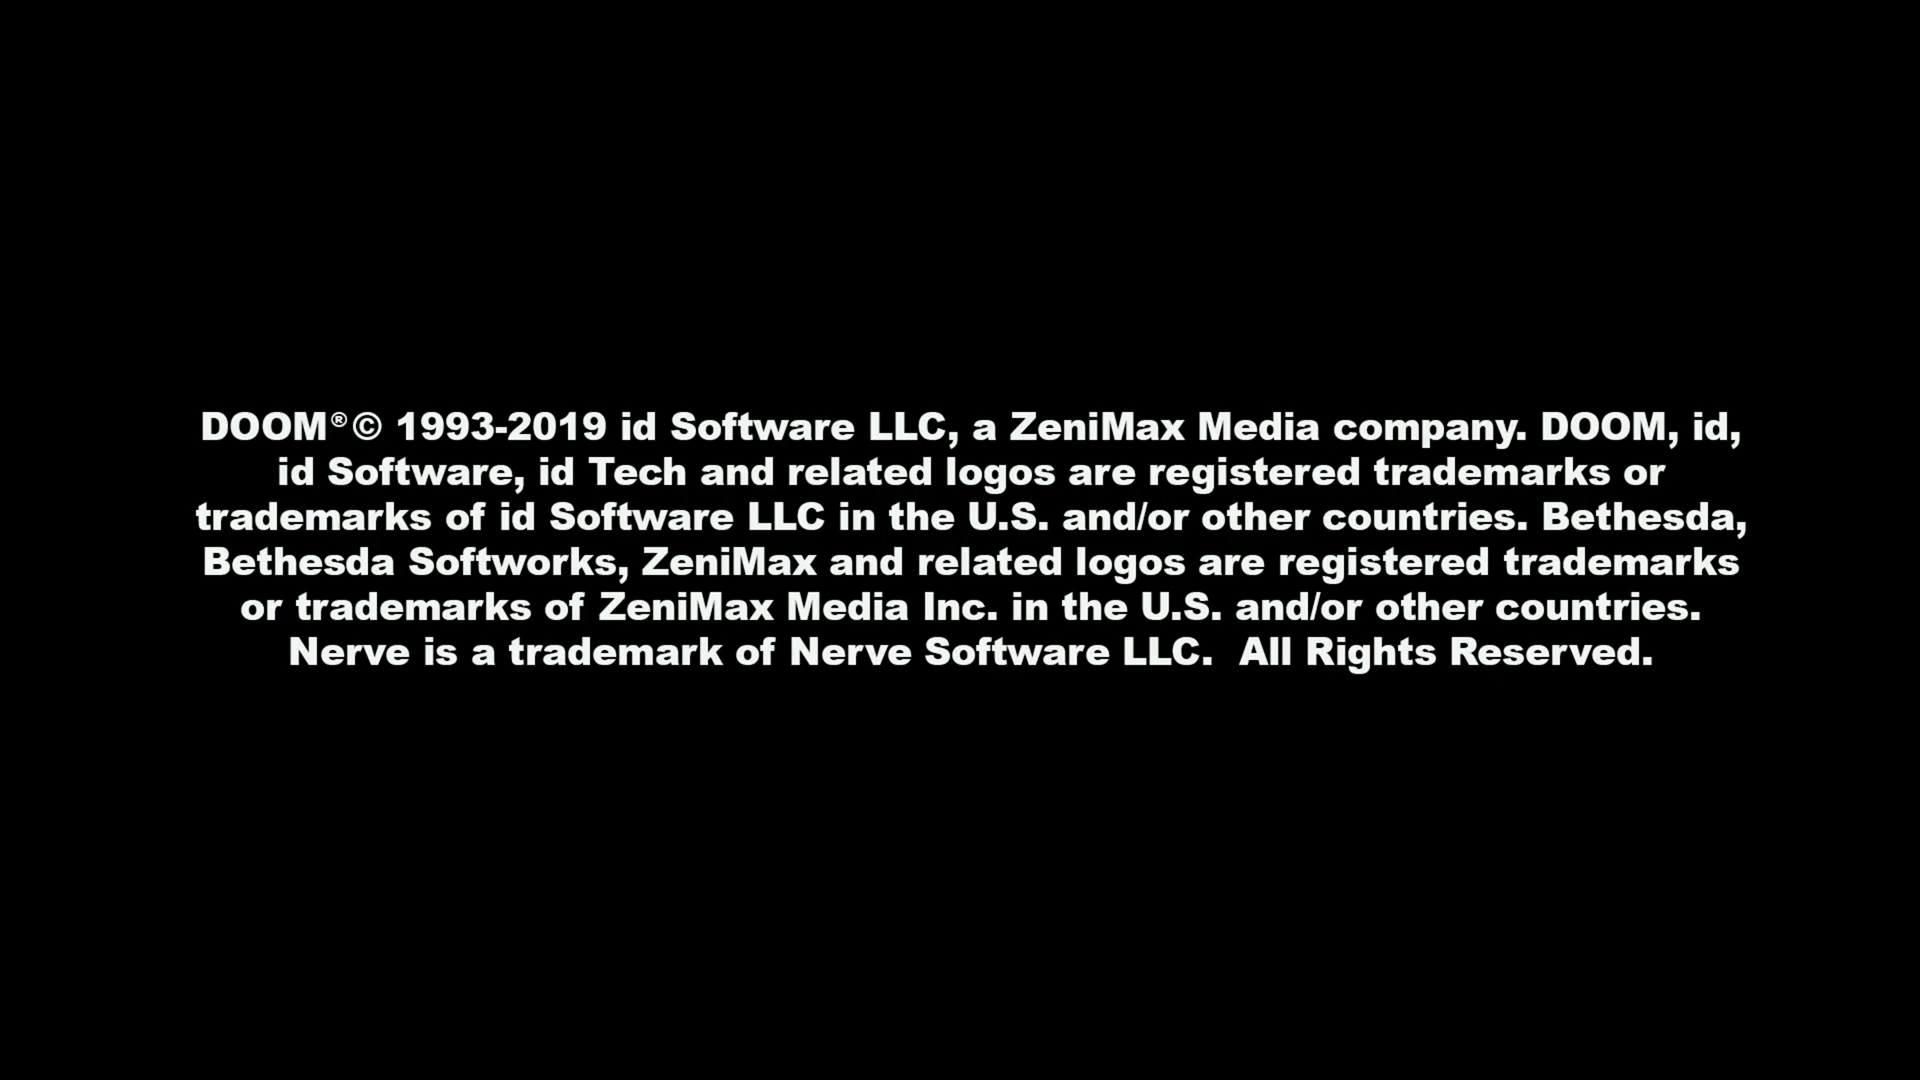 DOOM®© 1993-2019 id Software LLC, a ZeniMax Media company. DOOM, id,
id Software, id Tech and related logos are registered trademarks or
trademarks of id Software LLC in the U.S. and/or other countries. Bethesda,
Bethesda Softworks, ZeniMax and related logos are registered trademarks
or trademarks of ZeniMax Media Inc. in the U.S. and/or other countries.
Nerve is a trademark of Nerve Software LLC.  All Rights Reserved.